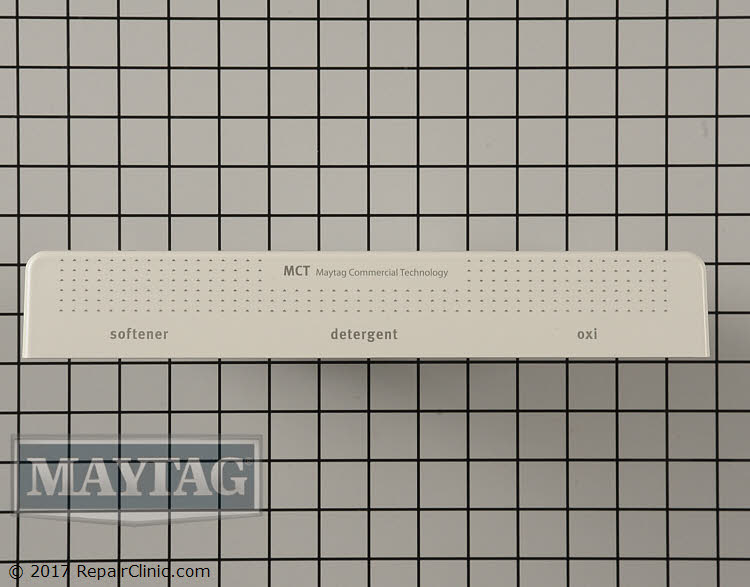 MCT Maytag Commercial Technology
softener detergent oxi
MAYTAG
© 2017 RepairClinic.com